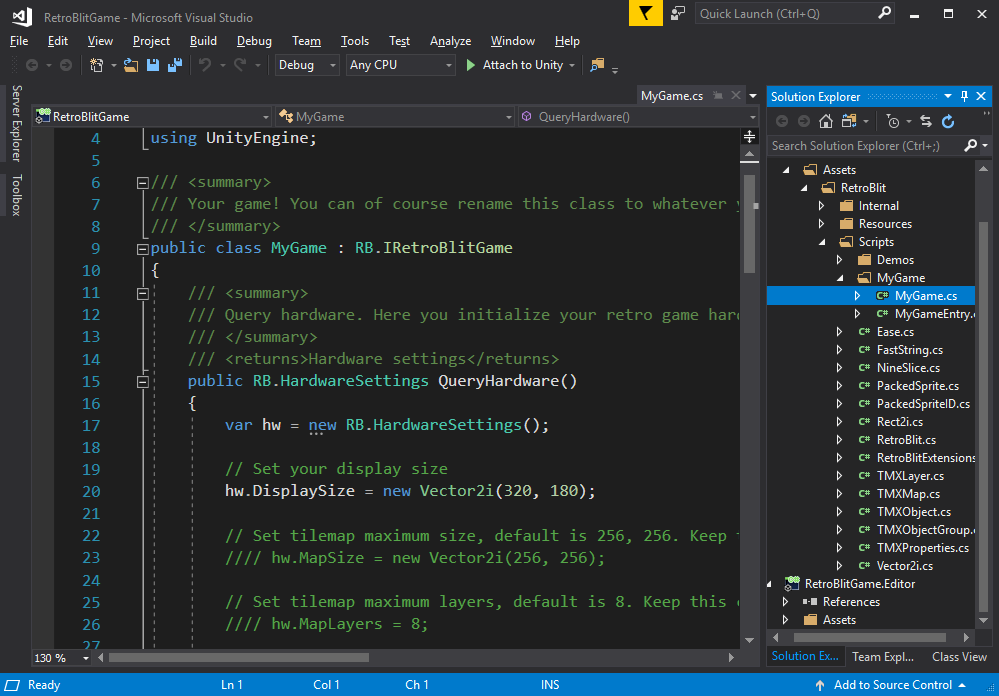 RetroBlitGame - Microsoft Visual Studio
Quick Launch (Ctrl+Q)
File Edit View Project Build Debug Team Tools Test Analyze Window Help
Debug Any CPU Attach to Unity
Server Explorer
Toolbox
MyGame.cs
RetroBlitGame MyGame QueryHardware()
4 using UnityEngine;
5
6 /// <summary>
7 /// Your game! You can of course rename this class to whatever
8 /// </summary>
9 public class MyGame : RB.IRetroBlitGame
10 {
11 /// <summary>
12 /// Query hardware. Here you initialize your retro game har
13 /// </summary>
14 /// <returns>Hardware settings</returns>
15 public RB.HardwareSettings QueryHardware()
16 {
17 var hw = new RB.HardwareSettings();
18
19 // Set your display size
20 hw.DisplaySize = new Vector2i(320, 180);
21
22 // Set tilemap maximum size, default is 256, 256. Keep
23 //// hw.MapSize = new Vector2i(256, 256);
24
25 // Set tilemap maximum layers, default is 8. Keep this
26 //// hw.MapLayers = 8;
27
130 %
Solution Explorer
Search Solution Explorer (Ctrl+;)
Assets
RetroBlit
Internal
Resources
Scripts
Demos
MyGame
C# MyGame.cs
C# MyGameEntry.
C# Ease.cs
C# FastString.cs
C# NineSlice.cs
C# PackedSprite.cs
C# PackedSpriteID.cs
C# Rect2i.cs
C# RetroBlit.cs
C# RetroBlitExtensions
C# TMXLayer.cs
C# TMXMap.cs
C# TMXObject.cs
C# TMXObjectGroup.
C# TMXProperties.cs
C# Vector2i.cs
RetroBlitGame.Editor
References
Assets
Solution Ex... Team Expl... Class View
Ready Ln 1 Col 1 Ch 1 INS Add to Source Control